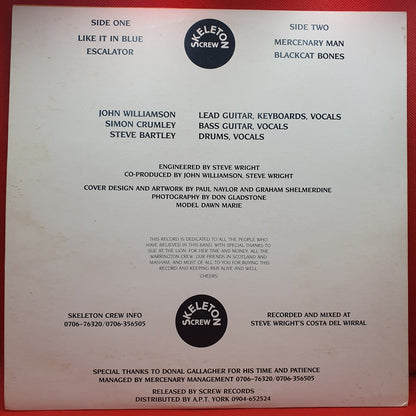 SIDE ONE
LIKE IT IN BLUE
ESCALATOR
SKELETON
SCREW
SIDE TWO
MERCENARY MAN
BLACKCAT BONES
JOHN WILLIAMSON LEAD GUITAR, KEYBOARDS, VOCALS
SIMON CRUMLEY BASS GUITAR, VOCALS
STEVE BARTLEY DRUMS, VOCALS
ENGINEERED BY STEVE WRIGHT
CO-PRODUCED BY JOHN WILLIAMSON, STEVE WRIGHT
COVER DESIGN AND ARTWORK BY PAUL NAYLOR AND GRAHAM SHELMERDINE
PHOTOGRAPHY BY DON GLADSTONE
MODEL DAWN MARIE
THIS RECORD IS DEDICATED TO ALL THE PEOPLE, WHO
HAVE BELIEVED IN THIS BAND, WITH SPECIAL THANKS TO
SUE AT THE LION, FOR HER TIME AND MONEY, ALL THE
WARRINGTON CREW, OUR FRIENDS IN SCOTLAND AND
MASHAM, AND MOST OF ALL TO YOU FOR BUYING THIS
RECORD AND KEEPING R&B ALIVE AND WELL.
CHEERS
SKELETON CREW INFO
0706-76320/0706-356505
SKELETON
CREW
RECORDED AND MIXED AT
STEVE WRIGHT'S COSTA DEL WIRRAL
SPECIAL THANKS TO DONAL GALLAGHER FOR HIS TIME AND PATIENCE
MANAGED BY MERCENARY MANAGEMENT 0706-76320/0706-356505
RELEASED BY SCREW RECORDS
DISTRIBUTED BY A.P.T. YORK 0904-652524